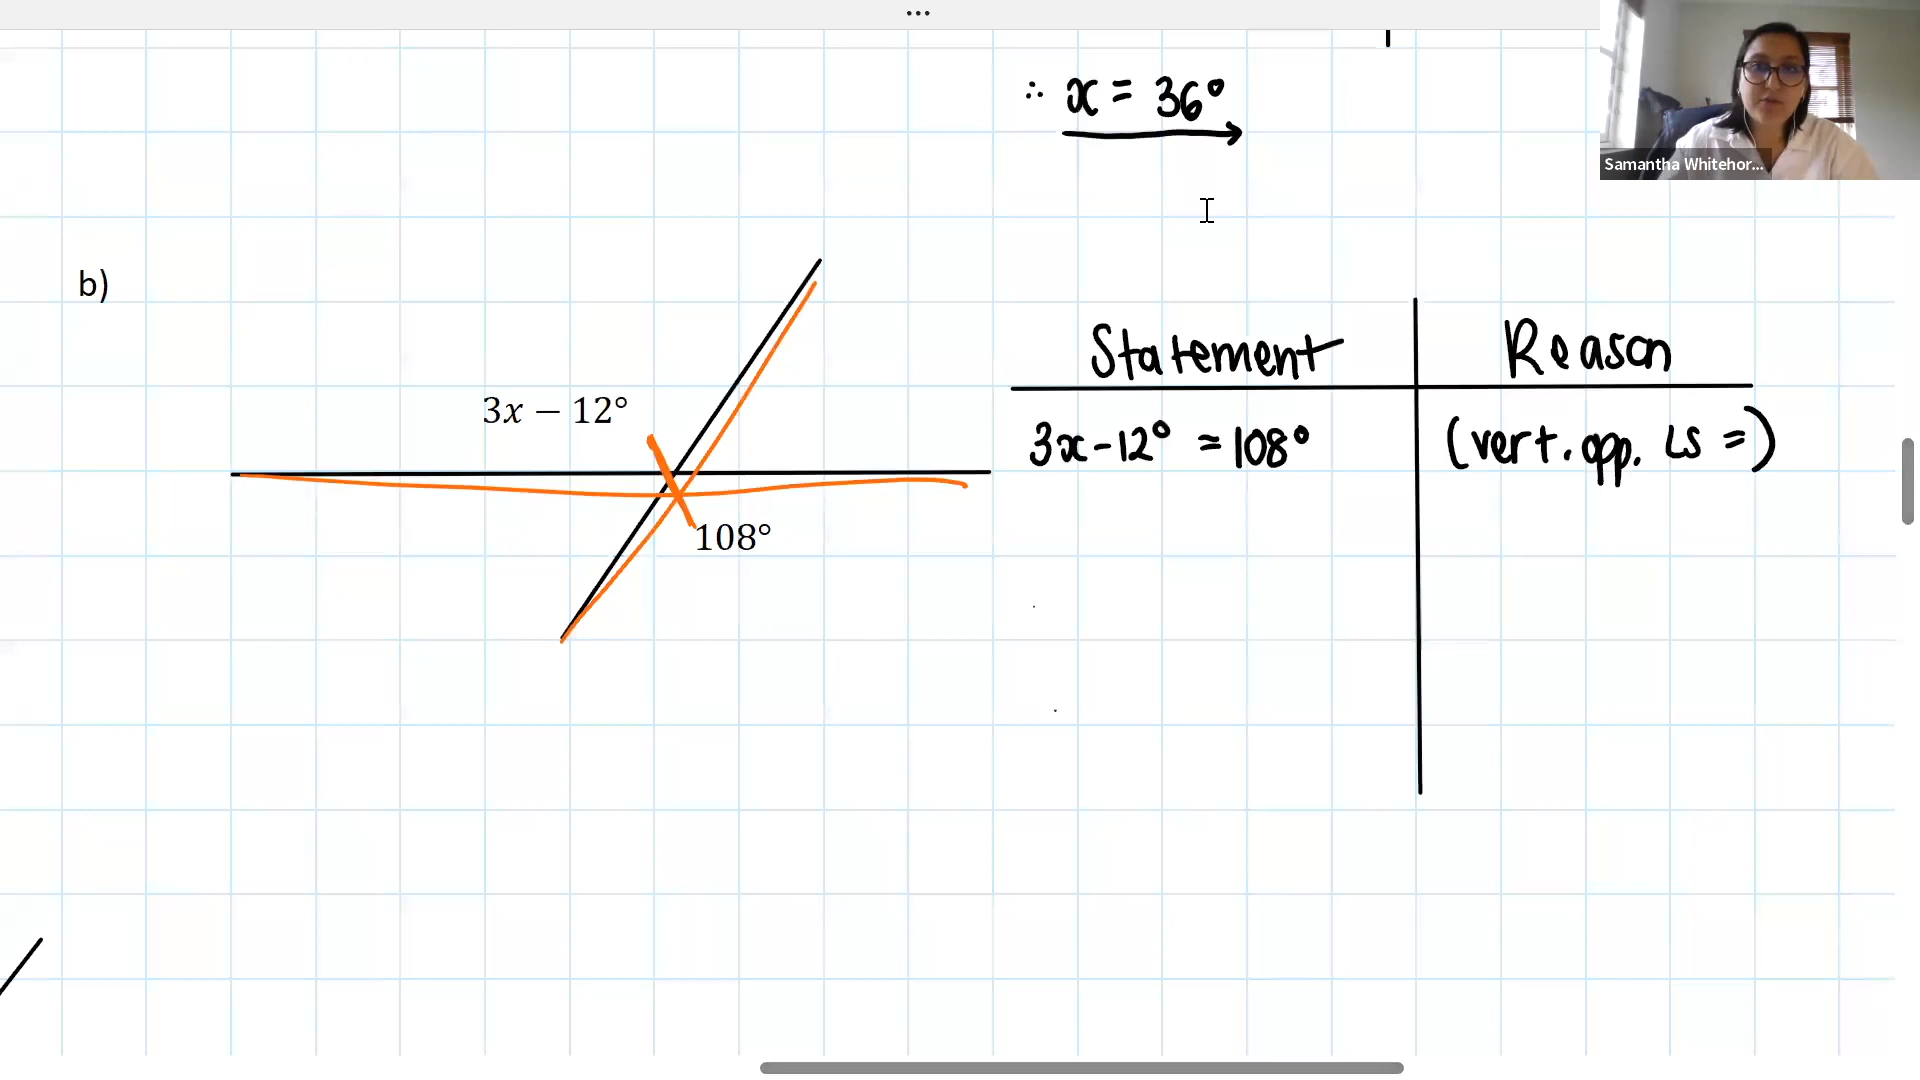 ...
∴ x = 36°
Samantha Whitehor...
b)
Statement Reason
3x − 12°
3x - 12° = 108° (vert. opp. ∠s =)
108°